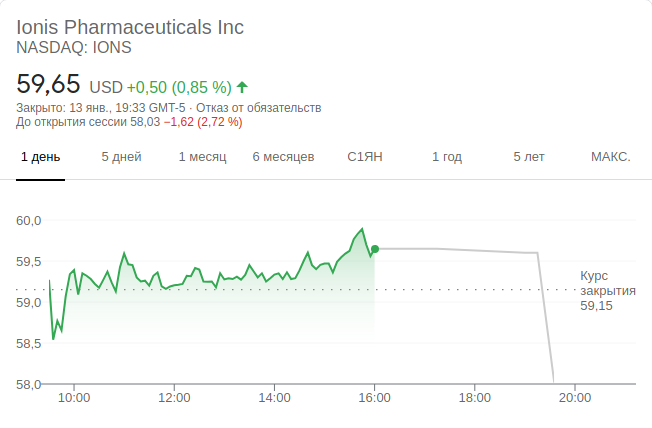 Ionis Pharmaceuticals Inc
NASDAQ: IONS
59,65 USD +0,50 (0,85 %)
Закрыто: 13 янв., 19:33 GMT-5 · Отказ от обязательств
До открытия сессии 58,03 −1,62 (2,72 %)
1 день 5 дней 1 месяц 6 месяцев С1ЯН 1 год 5 лет МАКС.
60,0
59,5
59,0
58,5
58,0
Курс
закрытия
59,15
10:00 12:00 14:00 16:00 18:00 20:00